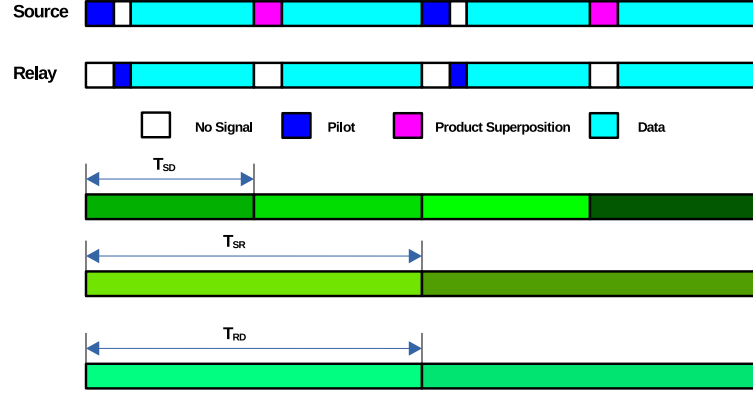 Source
Relay
No Signal Pilot Product Superposition Data
TSD
TSR
TRD